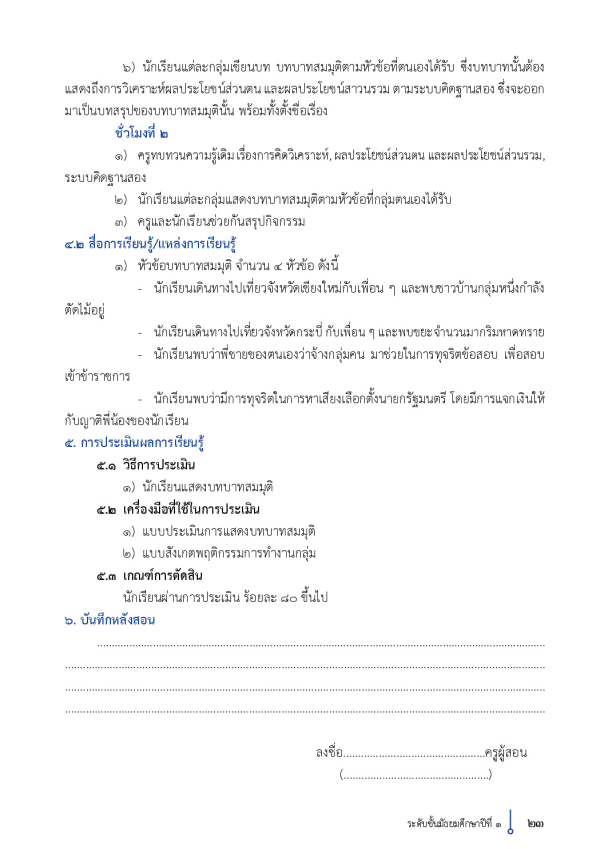 ๖) นักเรียนแต่ละกลุ่มเขียนบท บทบาทสมมุติตามหัวข้อที่ตนเองได้รับ ซึ่งบทบาทนั้นต้อง
แสดงถึงการวิเคราะห์ผลประโยชน์ส่วนตน และผลประโยชน์สาวนรวม ตามระบบคิดฐานสอง ซึ่งจะออก
มาเป็นบทสรุปของบทบาทสมมุตินั้น พร้อมทั้งตั้งชื่อเรื่อง
ชั่วโมงที่ ๒
๑) ครูทบทวนความรู้เดิม เรื่องการคิดวิเคราะห์, ผลประโยชน์ส่วนตน และผลประโยชน์ส่วนรวม,
ระบบคิดฐานสอง
๒) นักเรียนแต่ละกลุ่มแสดงบทบาทสมมุติตามหัวข้อที่กลุ่มตนเองได้รับ
๓) ครูและนักเรียนช่วยกันสรุปกิจกรรม
๔.๒ สื่อการเรียนรู้/แหล่งการเรียนรู้
๑) หัวข้อบทบาทสมมุติ จำนวน ๔ หัวข้อ ดังนี้
- นักเรียนเดินทางไปเที่ยวจังหวัดเชียงใหม่กับเพื่อน ๆ และพบชาวบ้านกลุ่มหนึ่งกำลัง
ตัดไม้อยู่
- นักเรียนเดินทางไปเที่ยวจังหวัดกระบี่ กับเพื่อน ๆ และพบขยะจำนวนมากริมหาดทราย
- นักเรียนพบว่าพี่ชายของตนเองว่าจ้างกลุ่มคน มาช่วยในการทุจริตข้อสอบ เพื่อสอบ
เข้าข้าราชการ
- นักเรียนพบว่ามีการทุจริตในการหาเสียงเลือกตั้งนายกรัฐมนตรี โดยมีการแจกเงินให้
กับญาติพี่น้องของนักเรียน
๕. การประเมินผลการเรียนรู้
๕.๑ วิธีการประเมิน
๑) นักเรียนแสดงบทบาทสมมุติ
๕.๒ เครื่องมือที่ใช้ในการประเมิน
๑) แบบประเมินการแสดงบทบาทสมมุติ
๒) แบบสังเกตพฤติกรรมการทำงานกลุ่ม
๕.๓ เกณฑ์การตัดสิน
นักเรียนผ่านการประเมิน ร้อยละ ๘๐ ขึ้นไป
๖. บันทึกหลังสอน
................................................................................
................................................................................
................................................................................
................................................................................
ลงชื่อ................................................ครูผู้สอน
(.................................................)
ระดับชั้นมัธยมศึกษาปีที่ ๑ ๒๓